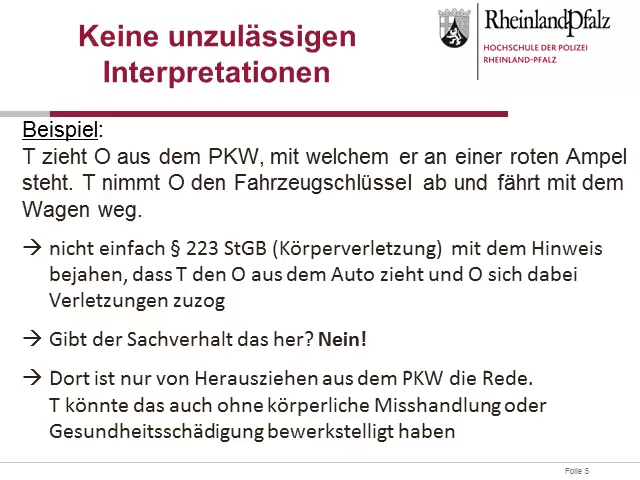 Keine unzulässigen
Interpretationen
RheinlandPfalz
HOCHSCHULE DER POLIZEI
RHEINLAND-PFALZ
Beispiel:
T zieht O aus dem PKW, mit welchem er an einer roten Ampel
steht. T nimmt O den Fahrzeugschlüssel ab und fährt mit dem
Wagen weg.
→ nicht einfach § 223 StGB (Körperverletzung) mit dem Hinweis
bejahen, dass T den O aus dem Auto zieht und O sich dabei
Verletzungen zuzog
→ Gibt der Sachverhalt das her? Nein!
→ Dort ist nur von Herausziehen aus dem PKW die Rede.
T könnte das auch ohne körperliche Misshandlung oder
Gesundheitsschädigung bewerkstelligt haben
Folie 5